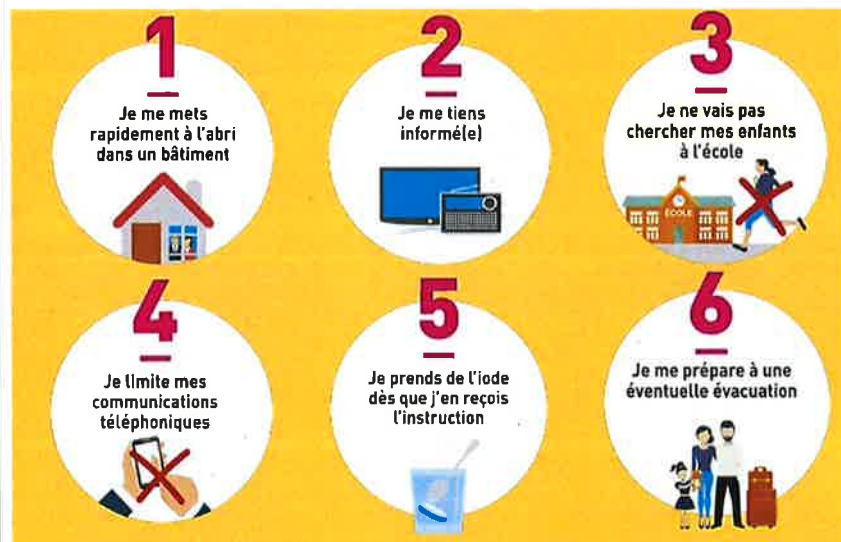 1
Je me mets
rapidement à l'abri
dans un bâtiment
2
Je me tiens
informé(e)
3
Je ne vais pas
chercher mes enfants
à l'école
ÉCOLE
4
Je limite mes
communications
téléphoniques
5
Je prends de l'iode
dès que j'en reçois
l'instruction
6
Je me prépare à une
éventuelle évacuation